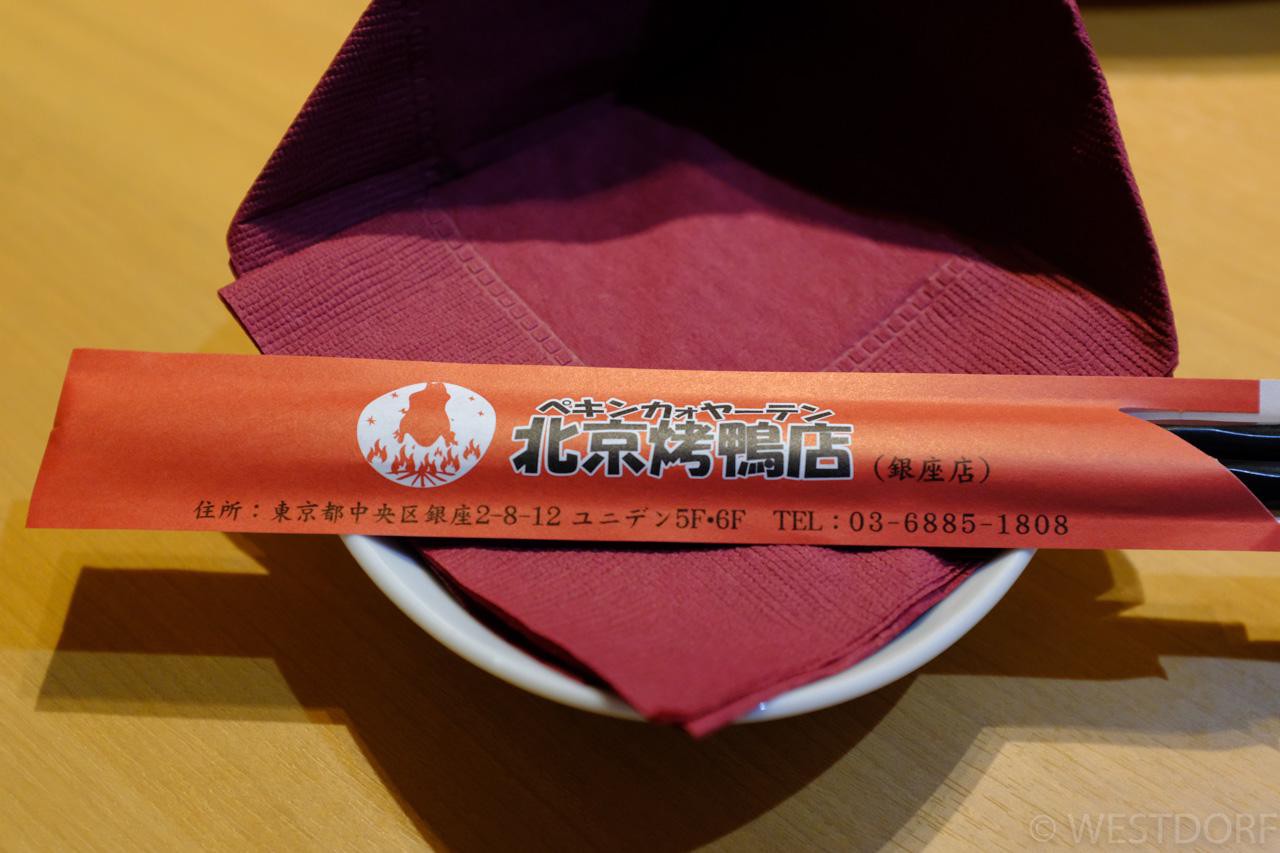 ペキンカォヤーテン
北京烤鴨店 (銀座店)
住所：東京都中央区銀座2-8-12 ユニデン5F•6F TEL：03-6885-1808
© WESTDORF